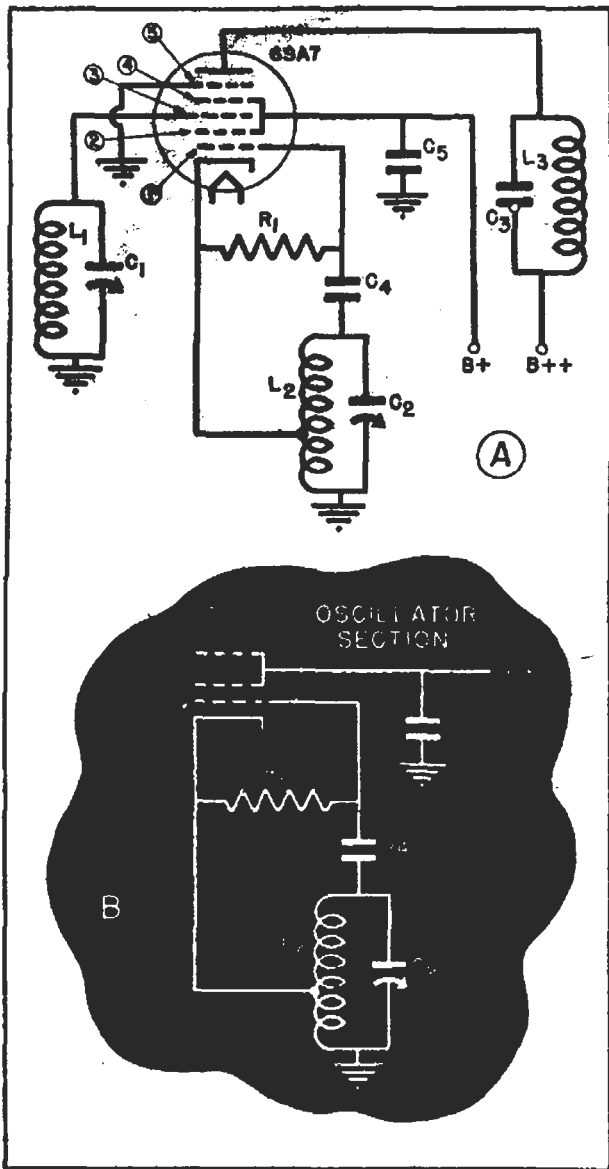 ⑤
6SA7
④
③
②
①
C5
L3
C3
L1
C1
R1
C4
L2
C2
B+
B++
A
OSCILLATOR
SECTION
B